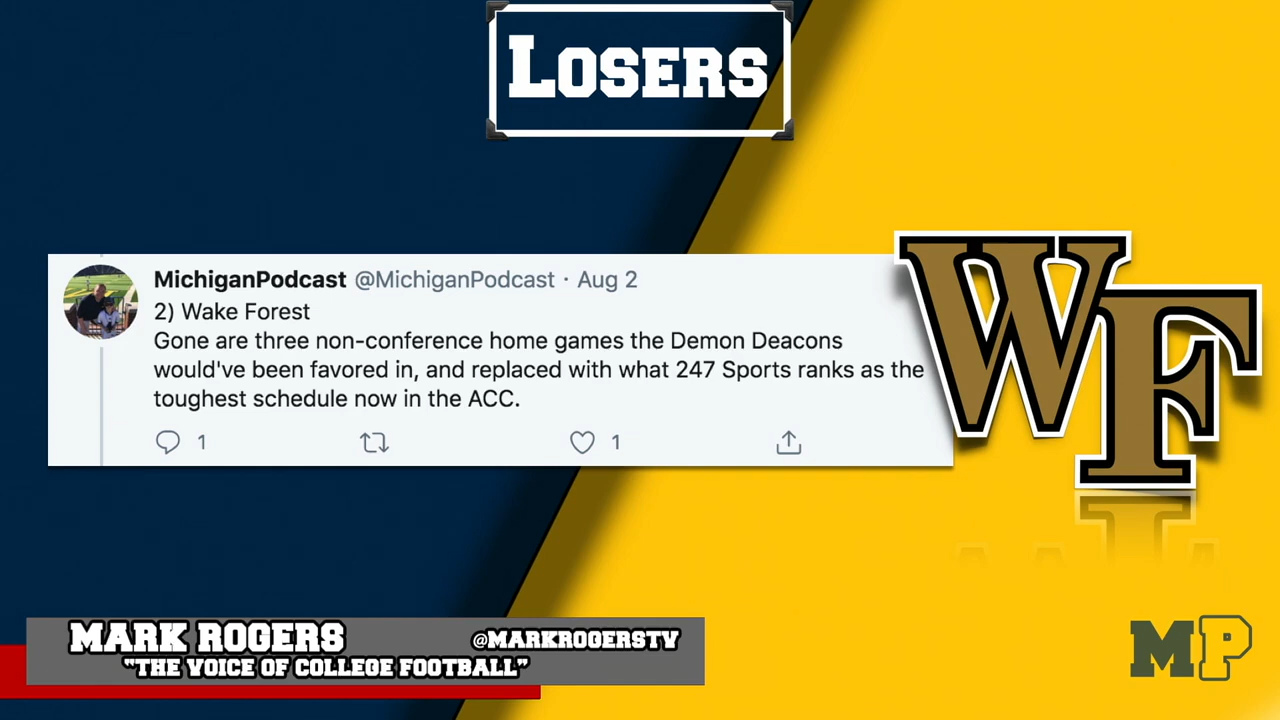 LOSERS
MichiganPodcast @MichiganPodcast · Aug 2
2) Wake Forest
Gone are three non-conference home games the Demon Deacons
would've been favored in, and replaced with what 247 Sports ranks as the
toughest schedule now in the ACC.
1 1
WF
MARK ROGERS @MARKROGERSTV
"THE VOICE OF COLLEGE FOOTBALL"
MP